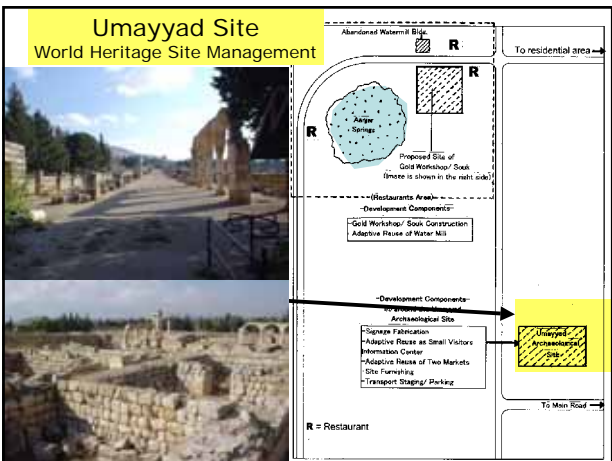 Umayyad Site
World Heritage Site Management
Abandoned Watermill Bldg.
R
To residential area
R
R
Aanjar
Springs
Proposed Site of
Gold Workshop/ Souk
(Image is shown in the right side)
(Restaurants Area)
Development Components
Gold Workshop/ Souk Construction
Adaptive Reuse of Water Mill
Development Components
Umayyad
Archaeological Site
Signage Fabrication
Adaptive Reuse as Small Visitors
Information Center
Adaptive Reuse of Two Markets
Site Furnishing
Transport Staging/ Parking
Umayyad
Archaeological
Site
To Main Road
R = Restaurant